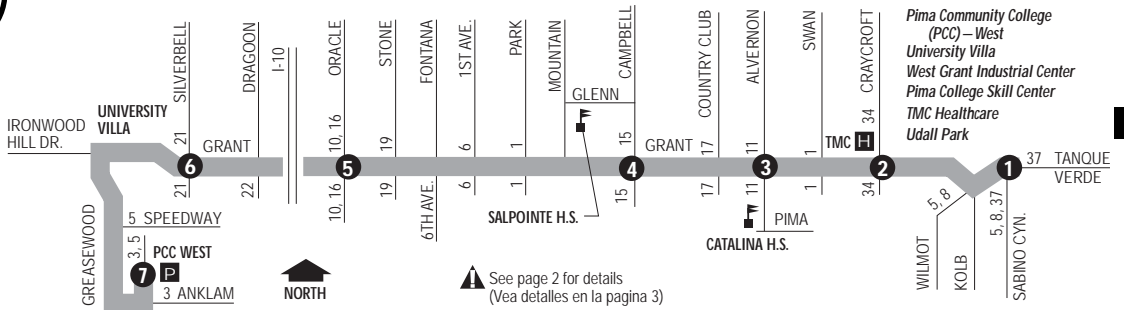 IRONWOOD
HILL DR.
UNIVERSITY
VILLA
SILVERBELL
21
6
21
GRANT
DRAGOON
22
I-10
ORACLE
10, 16
5
10, 16
STONE
19
19
FONTANA
6TH AVE.
1ST AVE.
6
6
PARK
1
1
MOUNTAIN
GLENN
SALPOINTE H.S.
CAMPBELL
15
4
15
GRANT
COUNTRY CLUB
17
17
ALVERNON
11
3
11
PIMA
CATALINA H.S.
SWAN
1
1
TMC H
CRAYCROFT
34
2
34
Pima Community College
(PCC) – West
University Villa
West Grant Industrial Center
Pima College Skill Center
TMC Healthcare
Udall Park
1
37 TANQUE
VERDE
5, 8
WILMOT
KOLB
5, 8, 37
SABINO CYN.
GREASEWOOD
5 SPEEDWAY
3, 5
PCC WEST
7 P
3 ANKLAM
NORTH
See page 2 for details
(Vea detalles en la pagina 3)